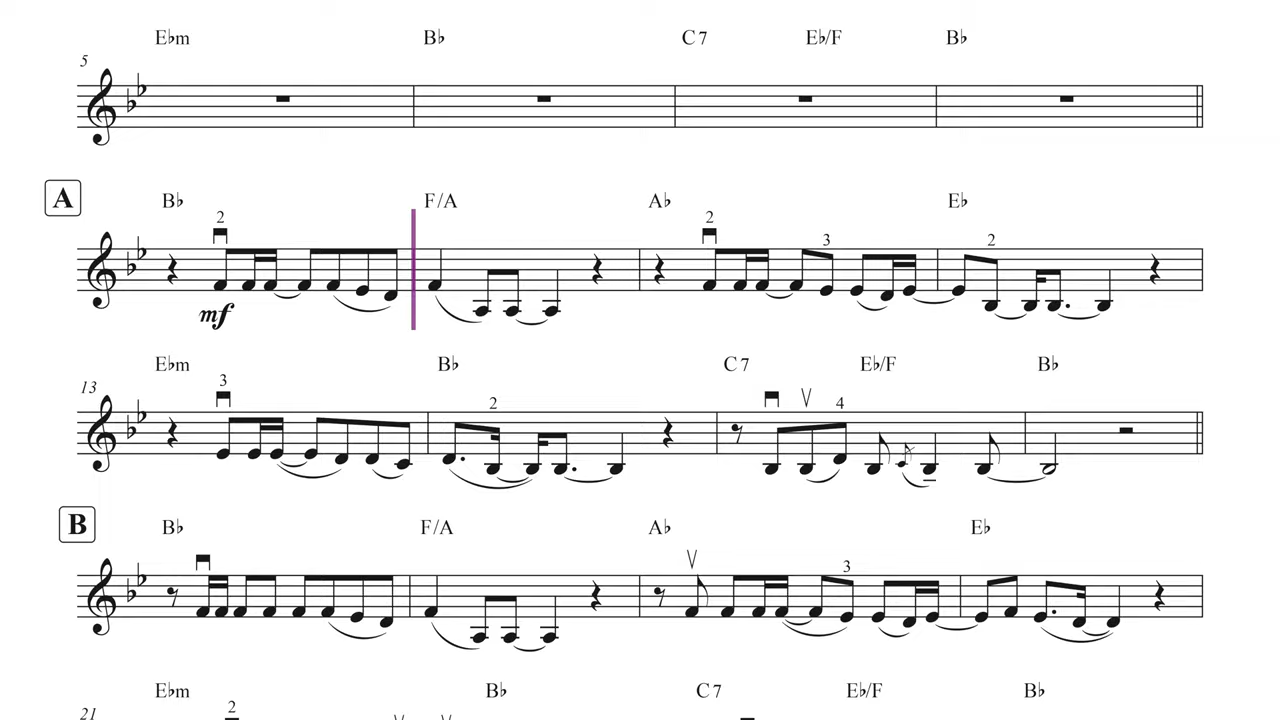 E♭m B♭ C7 E♭/F B♭
5
A B♭ F/A A♭ E♭
2 2 3 2
mf
E♭m B♭ C7 E♭/F B♭
13 3 2 4
B B♭ F/A A♭ E♭
3
E♭m B♭ C7 E♭/F B♭
21 2